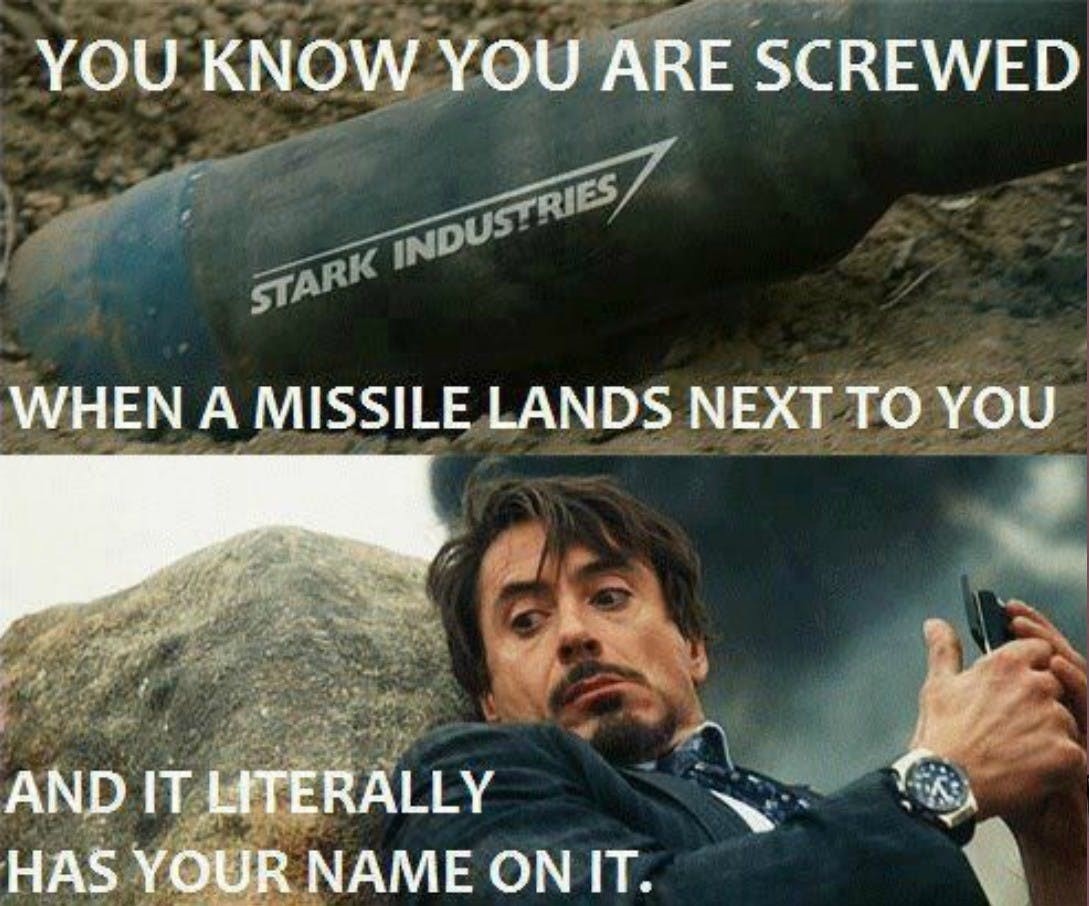 YOU KNOW YOU ARE SCREWED
STARK INDUSTRIES
WHEN A MISSILE LANDS NEXT TO YOU
AND IT LITERALLY
HAS YOUR NAME ON IT.